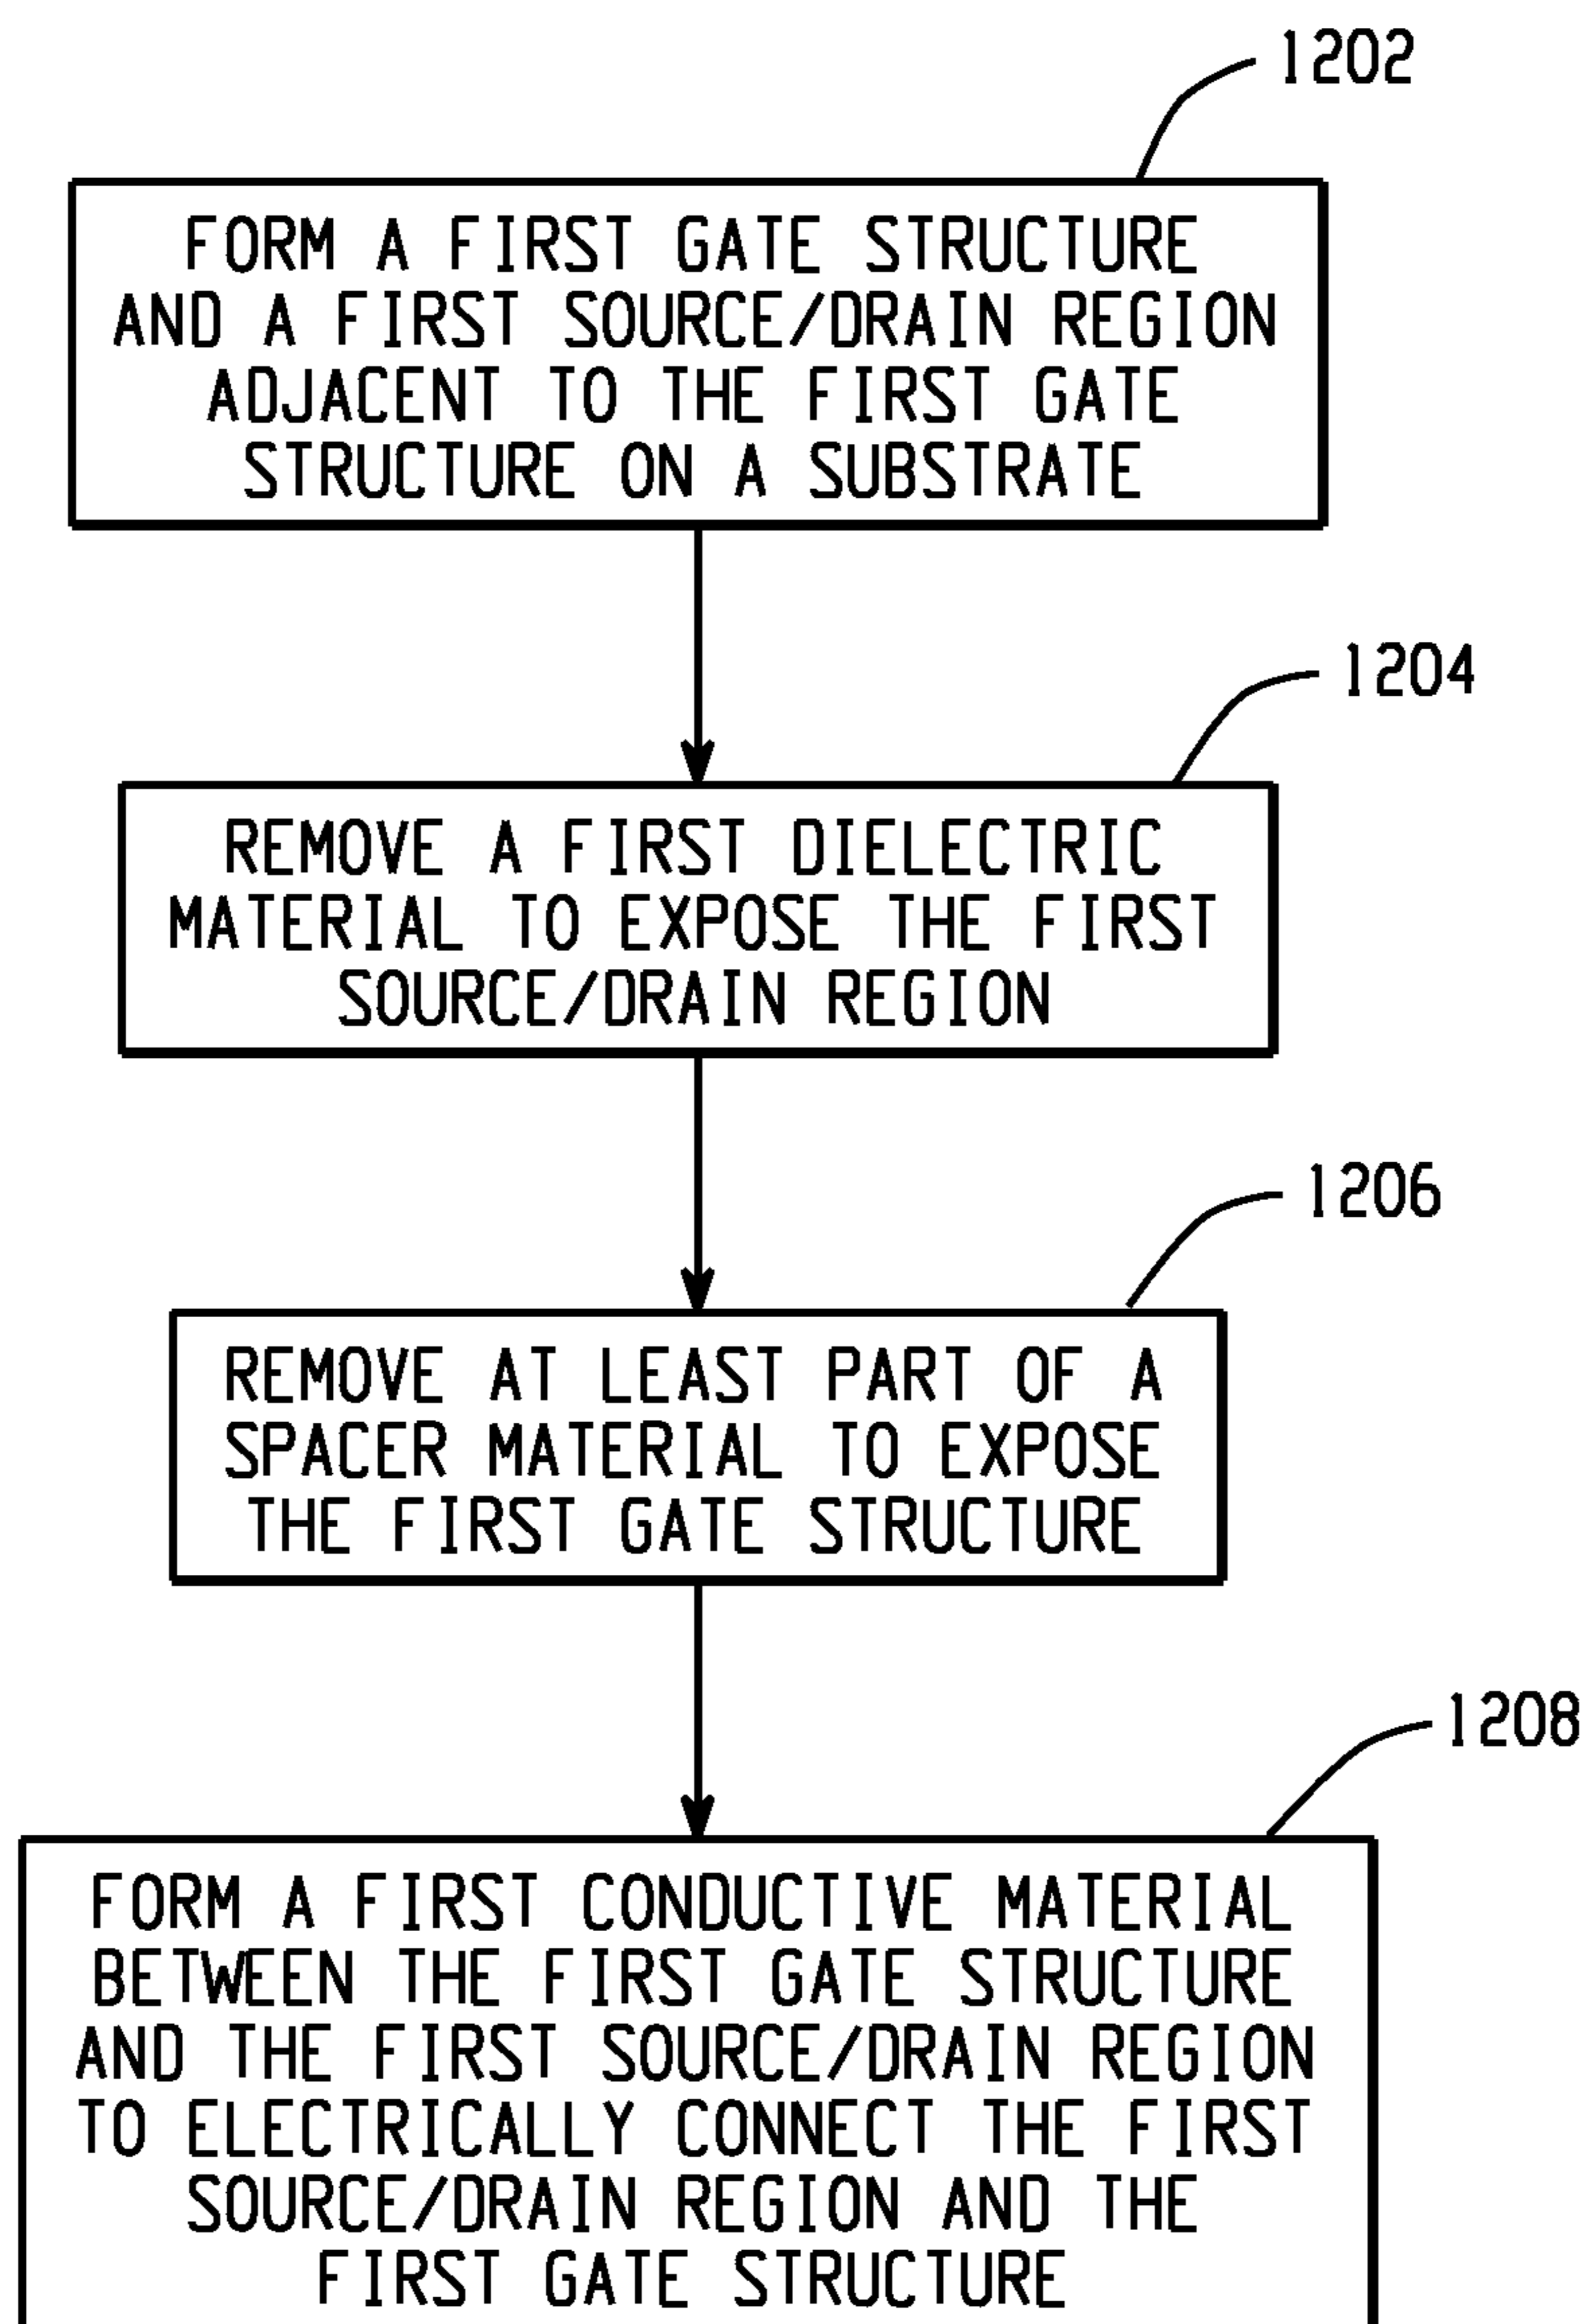 1202
FORM A FIRST GATE STRUCTURE
AND A FIRST SOURCE/DRAIN REGION
ADJACENT TO THE FIRST GATE
STRUCTURE ON A SUBSTRATE
1204
REMOVE A FIRST DIELECTRIC
MATERIAL TO EXPOSE THE FIRST
SOURCE/DRAIN REGION
1206
REMOVE AT LEAST PART OF A
SPACER MATERIAL TO EXPOSE
THE FIRST GATE STRUCTURE
1208
FORM A FIRST CONDUCTIVE MATERIAL
BETWEEN THE FIRST GATE STRUCTURE
AND THE FIRST SOURCE/DRAIN REGION
TO ELECTRICALLY CONNECT THE FIRST
SOURCE/DRAIN REGION AND THE
FIRST GATE STRUCTURE